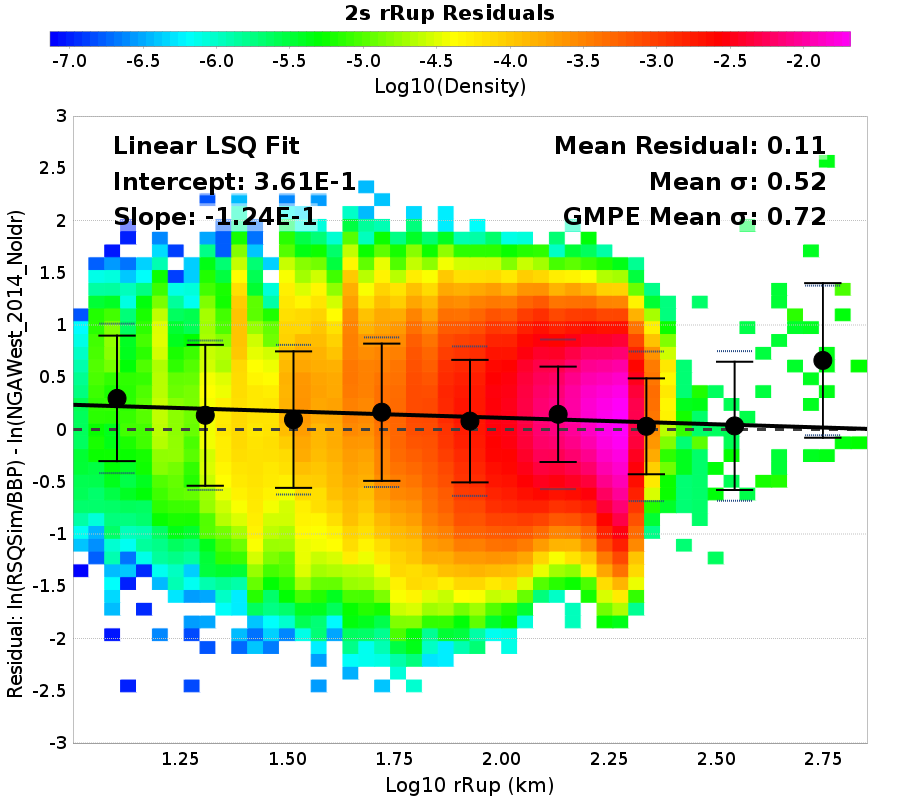 2s rRup Residuals
-7.0 -6.5 -6.0 -5.5 -5.0 -4.5 -4.0 -3.5 -3.0 -2.5 -2.0
Log10(Density)
Linear LSQ Fit
Intercept: 3.61E-1
Slope: -1.24E-1
Mean Residual: 0.11
Mean σ: 0.52
GMPE Mean σ: 0.72
Residual: ln(RSQSim/BBP) - ln(NGAWest_2014_NoIdr)
3
2.5
2
1.5
1
0.5
0
-0.5
-1
-1.5
-2
-2.5
-3
1.25 1.50 1.75 2.00 2.25 2.50 2.75
Log10 rRup (km)